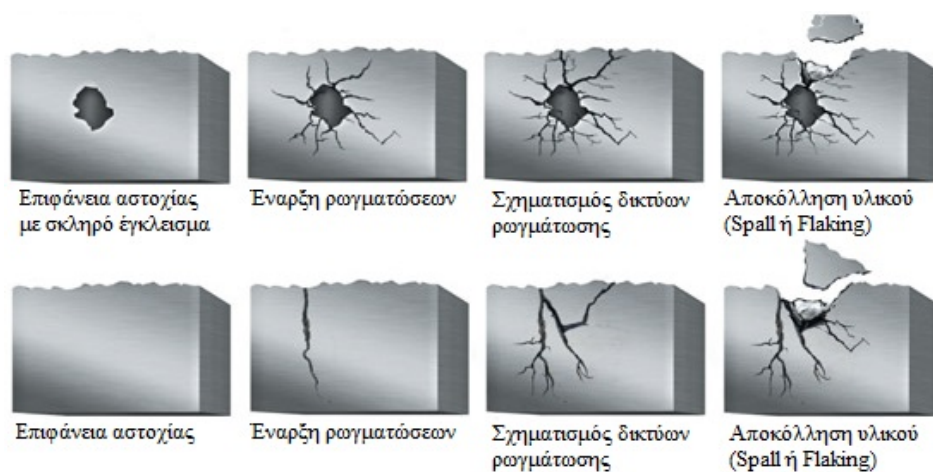 Επιφάνεια αστοχίας
με σκληρό έγκλεισμα
Έναρξη ρωγματώσεων
Σχηματισμός δικτύων
ρωγμάτωσης
Αποκόλληση υλικού
(Spall ή Flaking)
Επιφάνεια αστοχίας
Έναρξη ρωγματώσεων
Σχηματισμός δικτύων
ρωγμάτωσης
Αποκόλληση υλικού
(Spall ή Flaking)